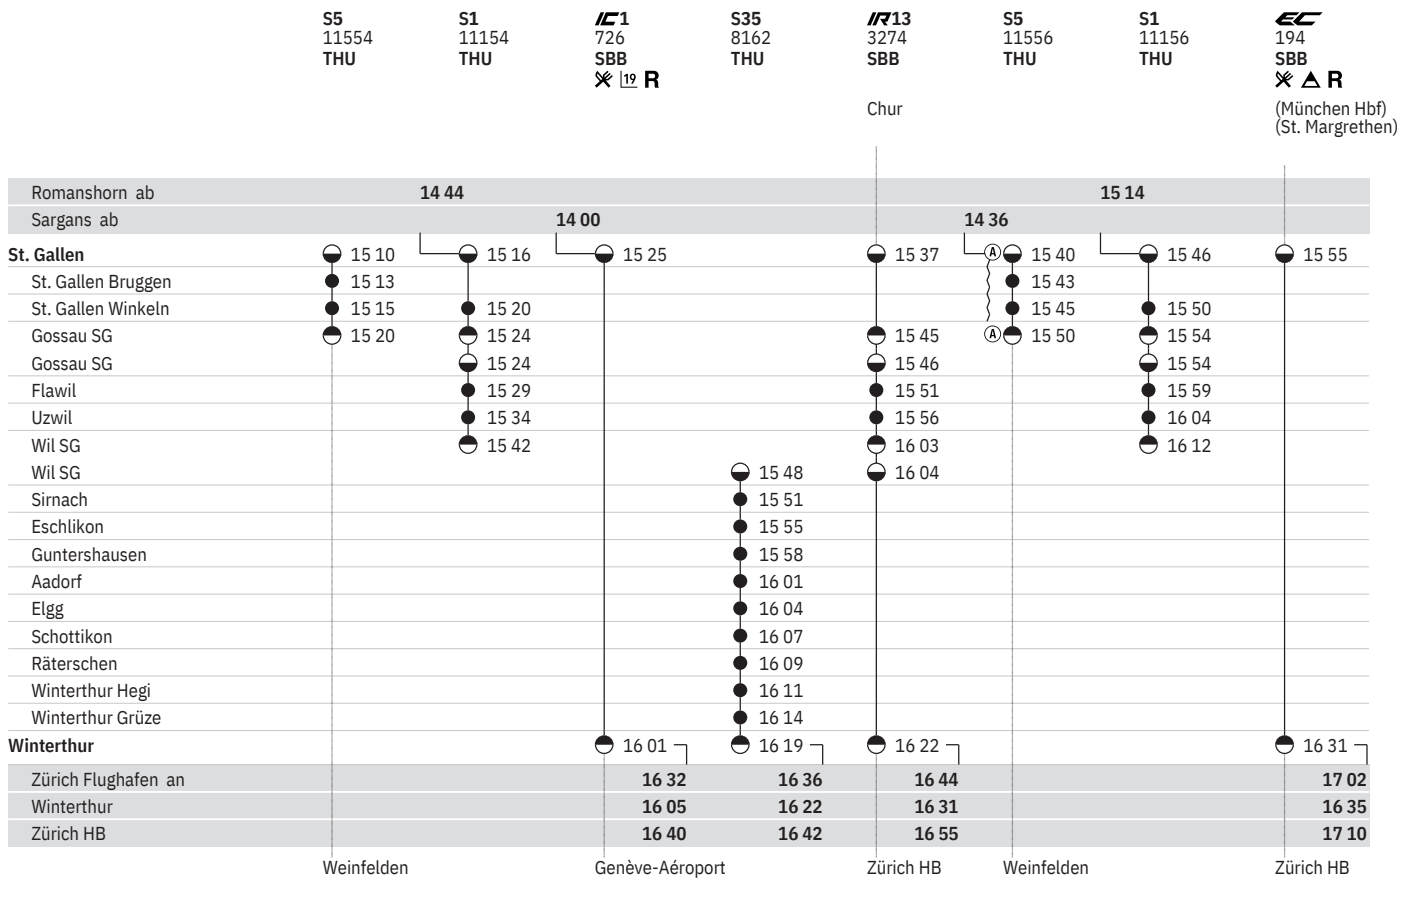 S5 S1 IC1 S35 IR13 S5 S1 EC
11554 11154 726 8162 3274 11556 11156 194
THU THU SBB THU SBB THU THU SBB
19 R R
Chur (München Hbf)
(St. Margrethen)
Romanshorn ab 14 44 15 14
Sargans ab 14 00 14 36
St. Gallen 15 10 15 16 15 25 15 37 A 15 40 15 46 15 55
St. Gallen Bruggen 15 13 15 43
St. Gallen Winkeln 15 15 15 20 15 45 15 50
Gossau SG 15 20 15 24 15 45 A 15 50 15 54
Gossau SG 15 24 15 46 15 54
Flawil 15 29 15 51 15 59
Uzwil 15 34 15 56 16 04
Wil SG 15 42 16 03 16 12
Wil SG 15 48 16 04
Sirnach 15 51
Eschlikon 15 55
Guntershausen 15 58
Aadorf 16 01
Elgg 16 04
Schottikon 16 07
Räterschen 16 09
Winterthur Hegi 16 11
Winterthur Grüze 16 14
Winterthur 16 01 16 19 16 22 16 31
Zürich Flughafen an 16 32 16 36 16 44 17 02
Winterthur 16 05 16 22 16 31 16 35
Zürich HB 16 40 16 42 16 55 17 10
Weinfelden Genève-Aéroport Zürich HB Weinfelden Zürich HB